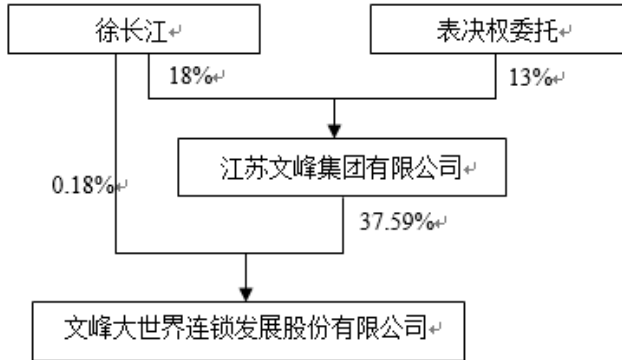 徐长江
表决权委托
18%
13%
江苏文峰集团有限公司
0.18%
37.59%
文峰大世界连锁发展股份有限公司